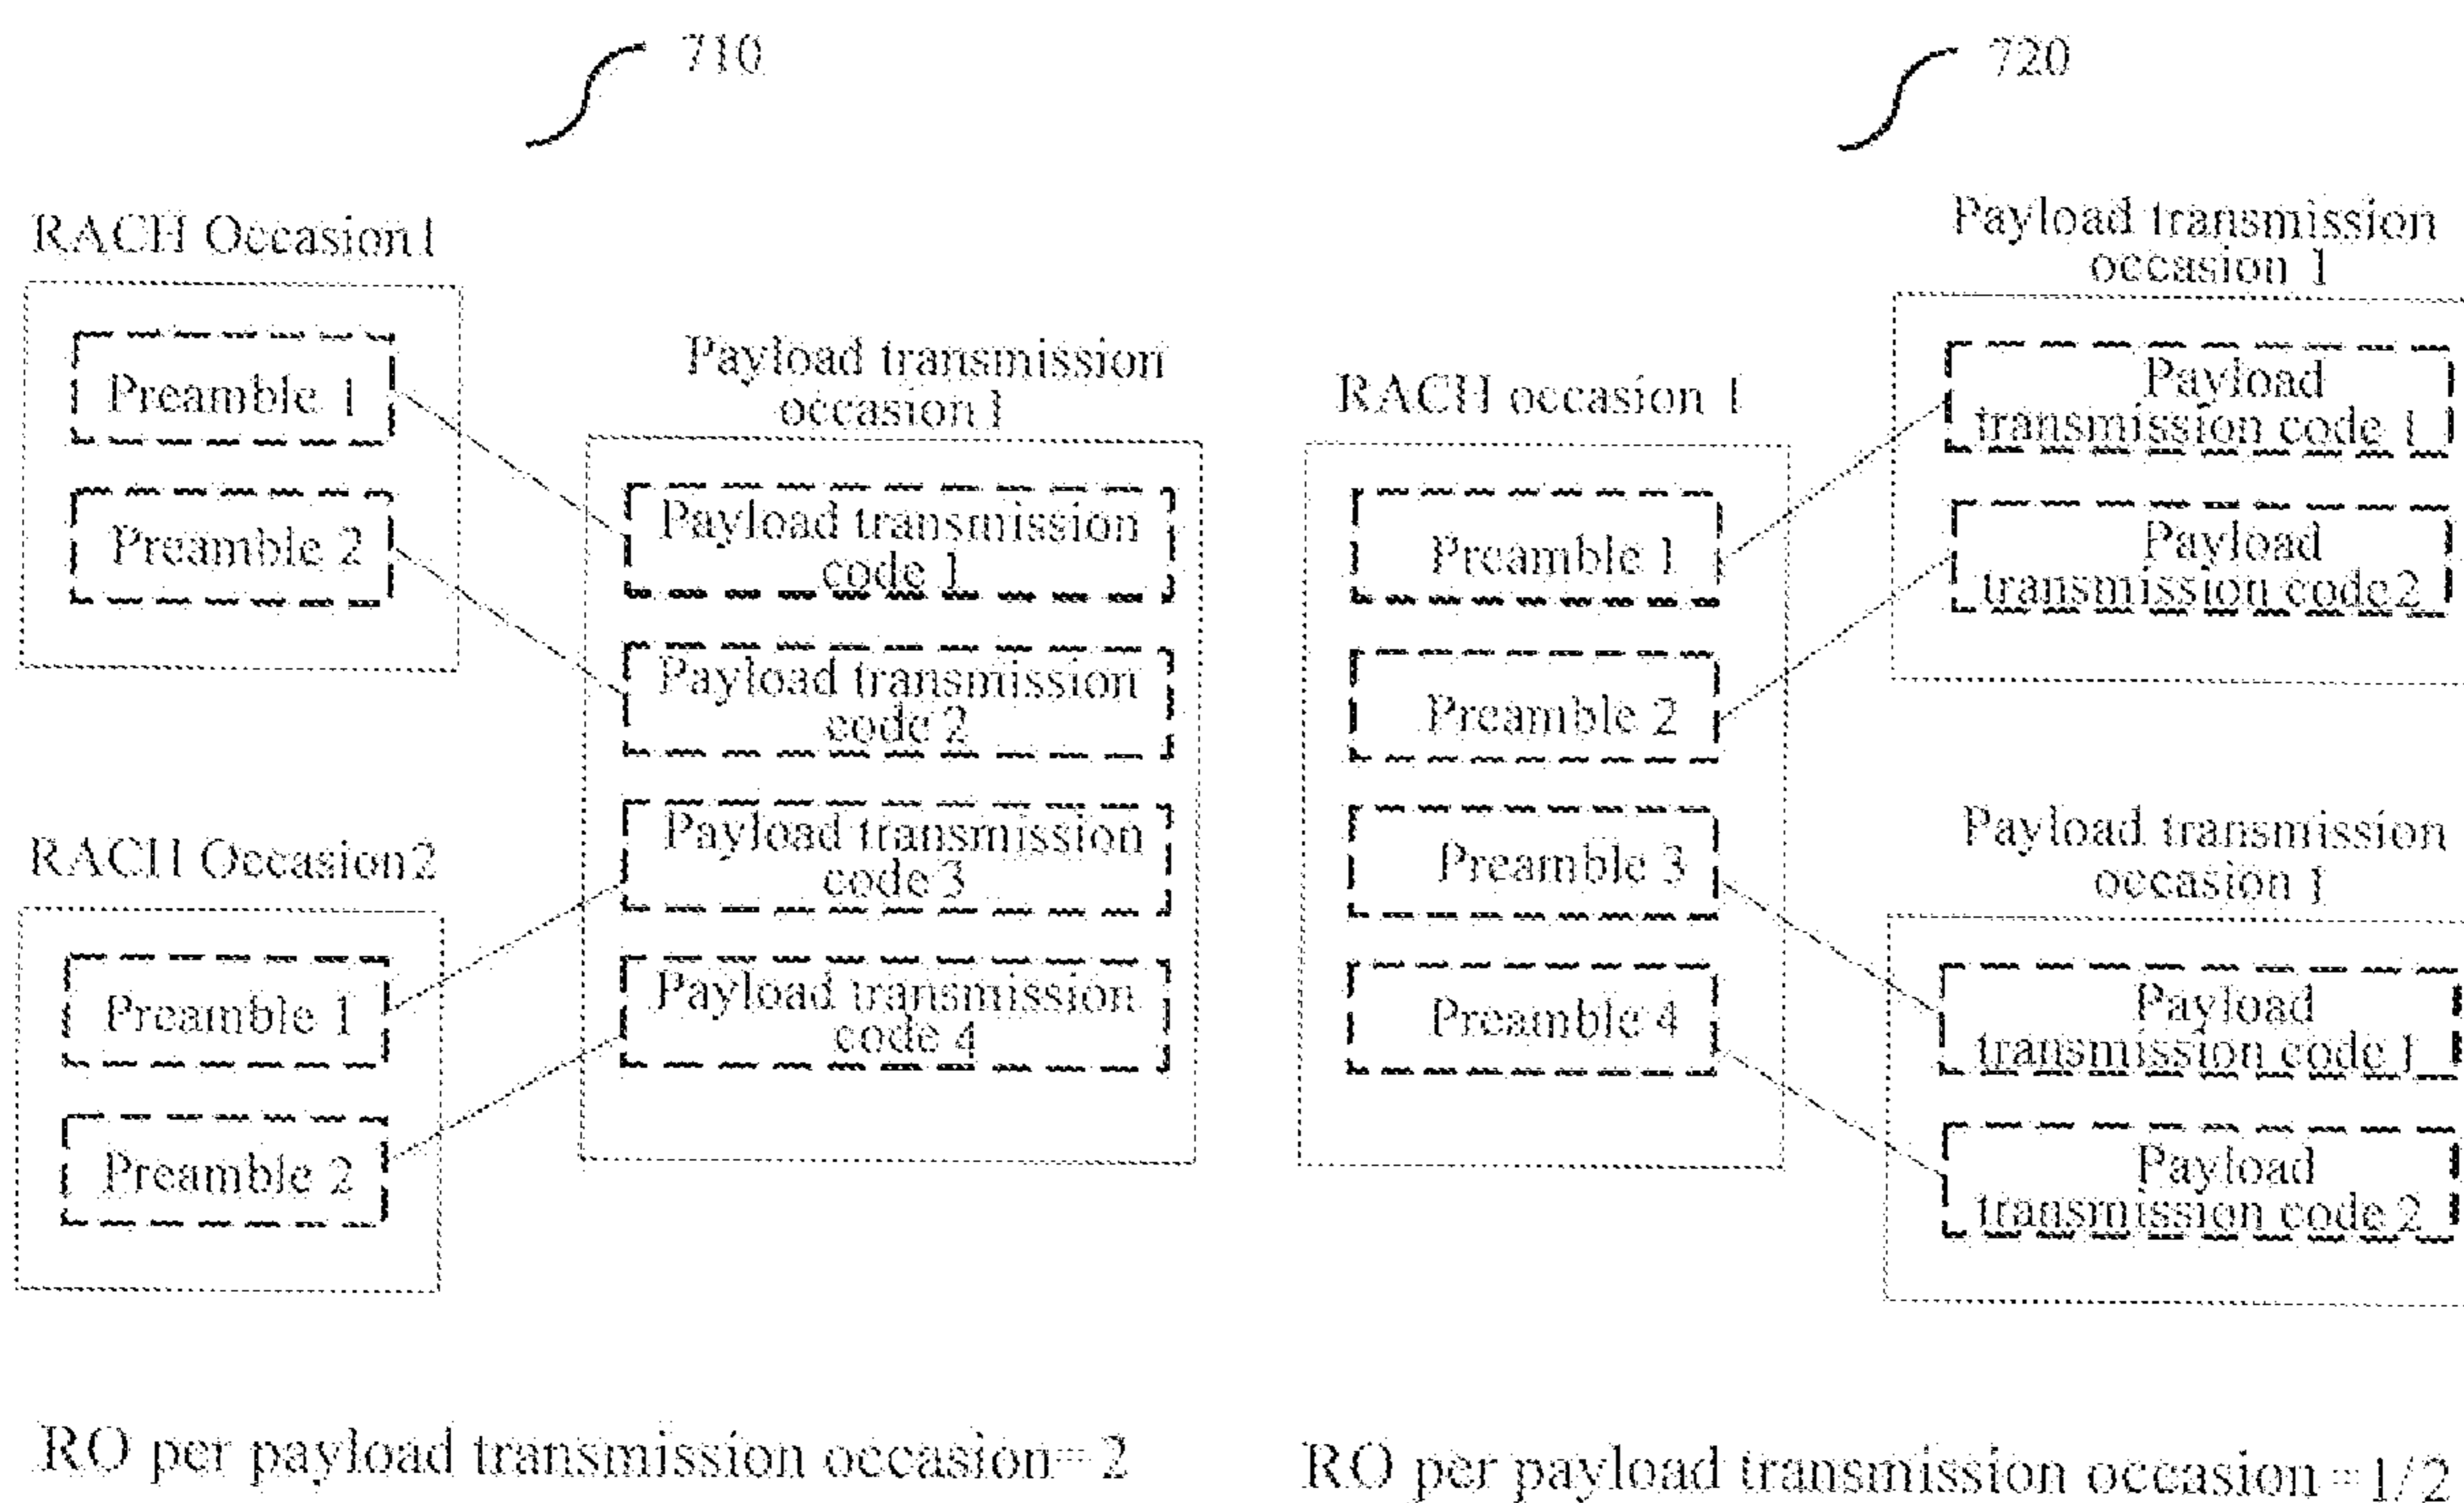 710
RACH Occasion1
Preamble 1
Preamble 2
RACH Occasion2
Preamble 1
Preamble 2
Payload transmission
occasion1
Payload transmission
code 1
Payload transmission
code 2
Payload transmission
code 3
Payload transmission
code 4
RO per payload transmission occasion=2
720
RACH occasion 1
Preamble 1
Preamble 2
Preamble 3
Preamble 4
Payload transmission
occasion 1
Payload
transmission code 1
Payload
transmission code2
Payload transmission
occasion 1
Payload
transmission code 1
Payload
transmission code 2
RO per payload transmission occasion=1/2